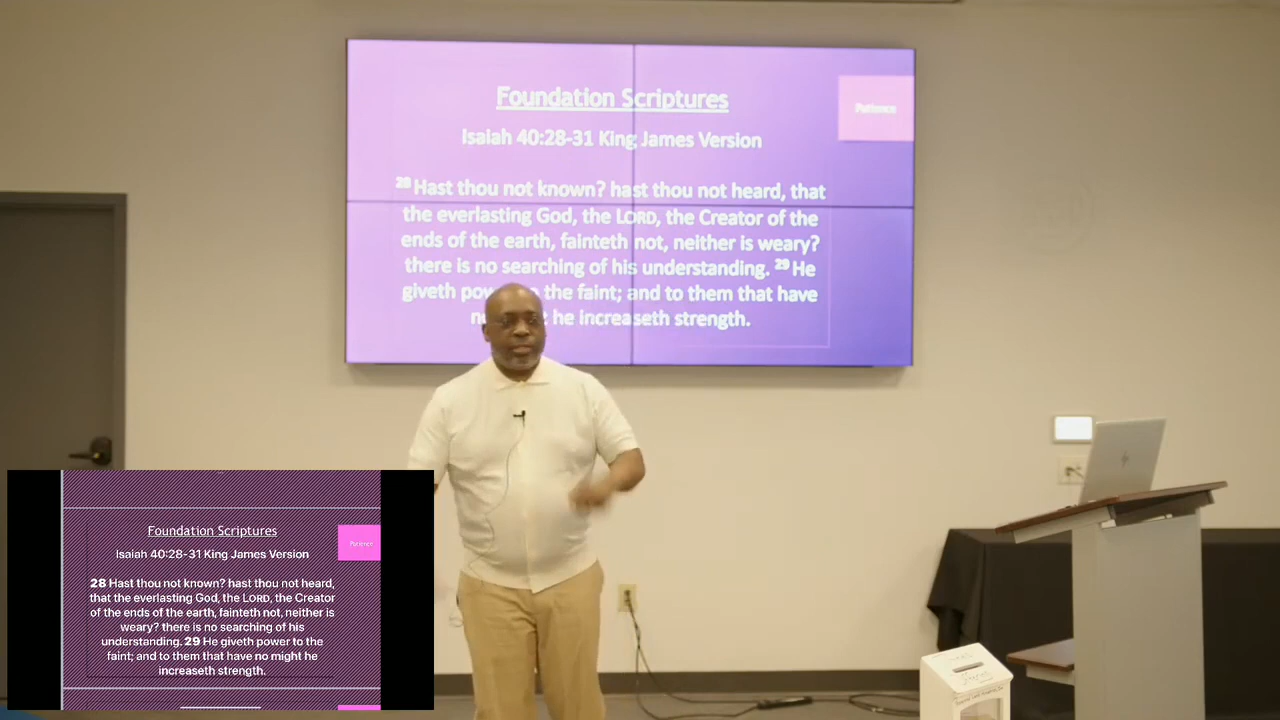 Foundation Scriptures
Isaiah 40:28-31 King James Version
Patience
28 Hast thou not known? hast thou not heard, that
the everlasting God, the LORD, the Creator of the
ends of the earth, fainteth not, neither is weary?
there is no searching of his understanding. 29 He
giveth pow the faint; and to them that have
he increaseth strength.
Foundation Scriptures
Isaiah 40:28-31 King James Version
Patience
28 Hast thou not known? hast thou not heard,
that the everlasting God, the LORD, the Creator
of the ends of the earth, fainteth not, neither is
weary? there is no searching of his
understanding. 29 He giveth power to the
faint; and to them that have no might he
increaseth strength.